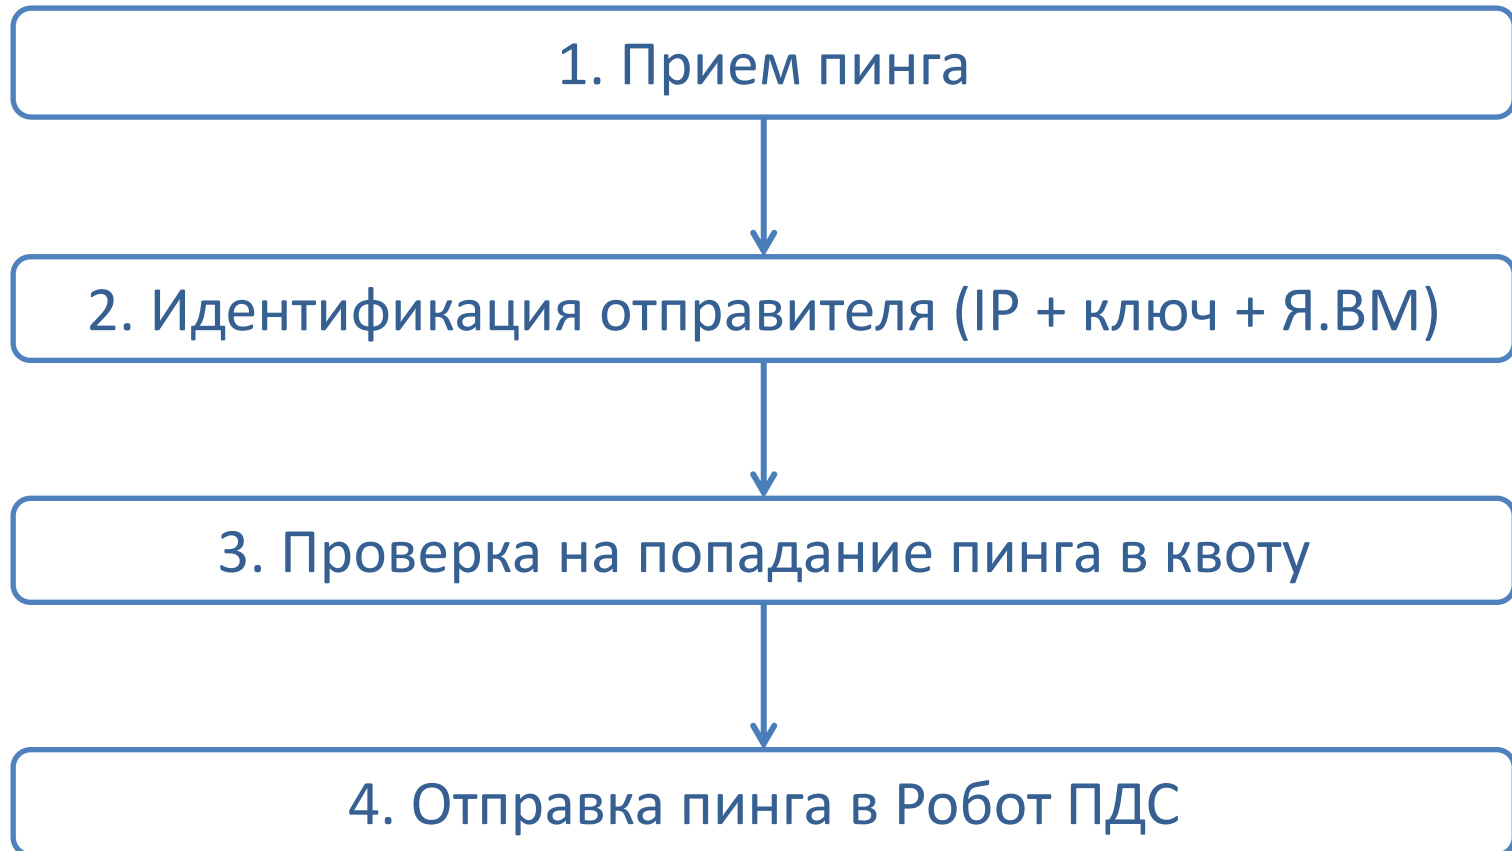 1. Прием пинга
2. Идентификация отправителя (IP + ключ + Я.ВМ)
3. Проверка на попадание пинга в квоту
4. Отправка пинга в Робот ПДС